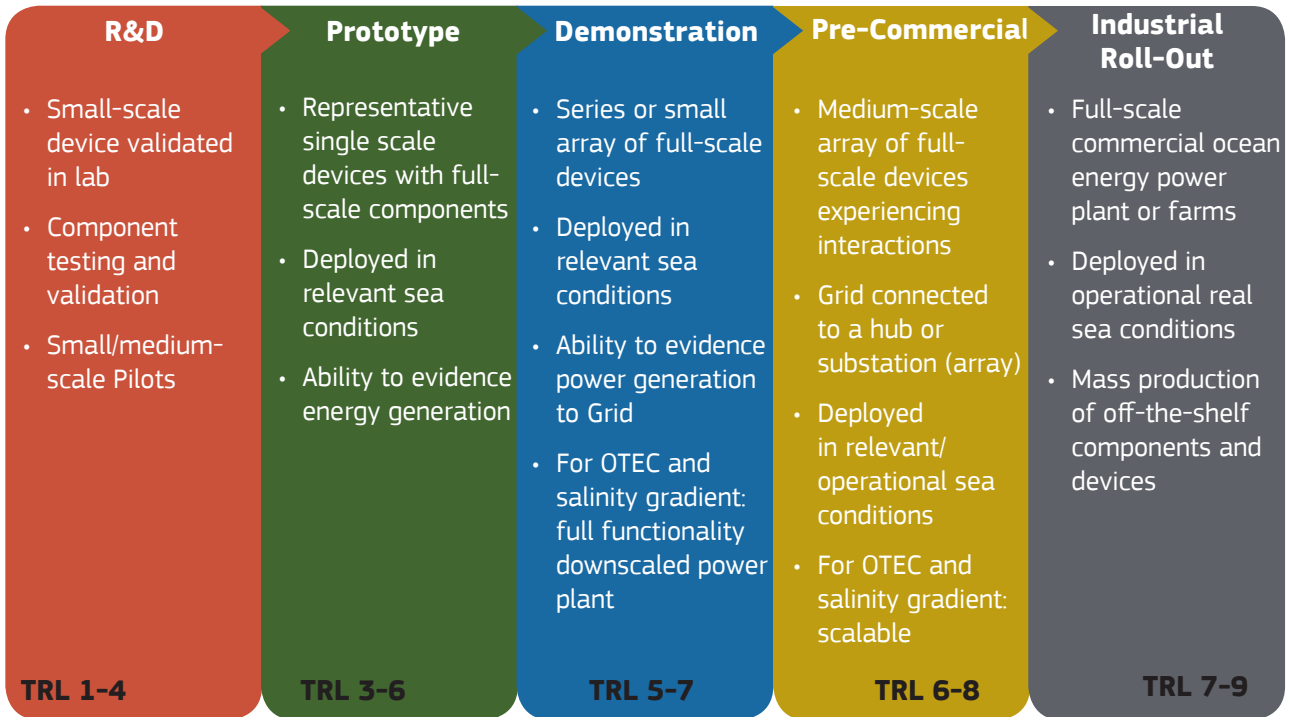 R&D
• Small-scale
device validated
in lab
• Component
testing and
validation
• Small/medium-
scale Pilots
TRL 1-4
Prototype
• Representative
single scale
devices with full-
scale components
• Deployed in
relevant sea
conditions
• Ability to evidence
energy generation
TRL 3-6
Demonstration
• Series or small
array of full-scale
devices
• Deployed in
relevant sea
conditions
• Ability to evidence
power generation
to Grid
• For OTEC and
salinity gradient:
full functionality
downscaled power
plant
TRL 5-7
Pre-Commercial
• Medium-scale
array of full-
scale devices
experiencing
interactions
• Grid connected
to a hub or
substation (array)
• Deployed
in relevant/
operational sea
conditions
• For OTEC and
salinity gradient:
scalable
TRL 6-8
Industrial
Roll-Out
• Full-scale
commercial ocean
energy power
plant or farms
• Deployed in
operational real
sea conditions
• Mass production
of off-the-shelf
components and
devices
TRL 7-9